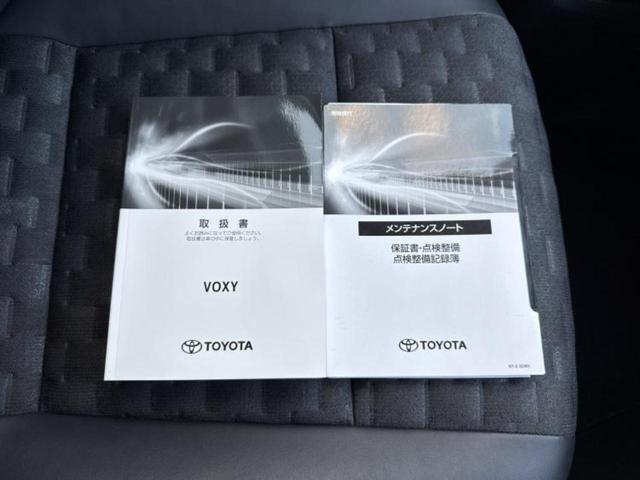 取扱書
よくお読みになってご使用ください。
取扱書は車の中に保管しましょう。
VOXY
TOYOTA
メンテナンスノート
保証書・点検整備
点検整備記録簿
TOYOTA